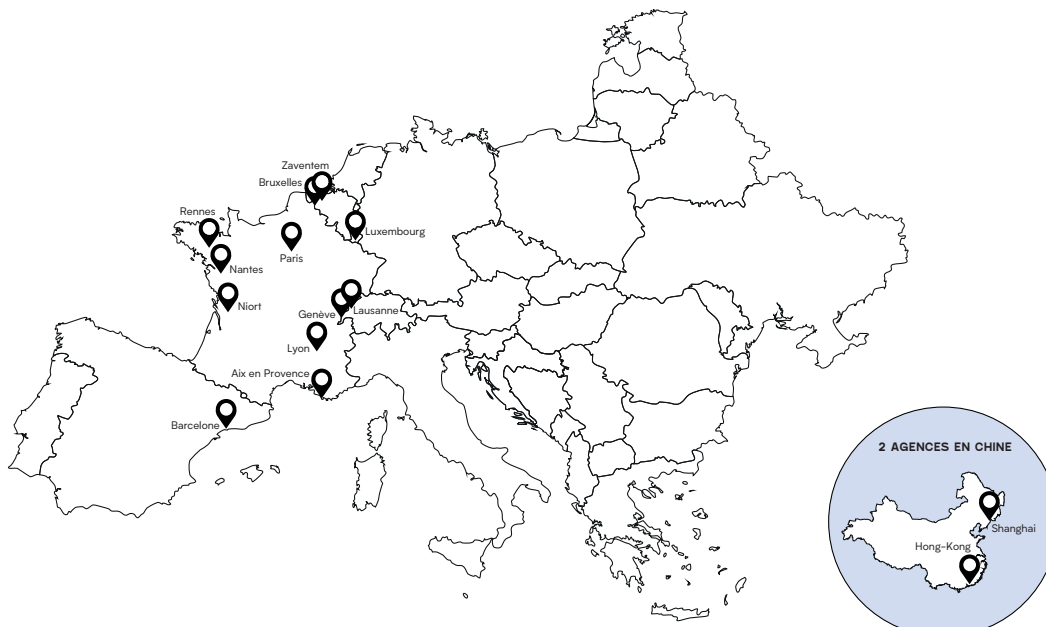 Zaventem
Bruxelles
Rennes
Luxembourg
Paris
Nantes
Niort
Genève
Lausanne
Lyon
Aix en Provence
Barcelone
2 AGENCES EN CHINE
Shanghai
Hong-Kong